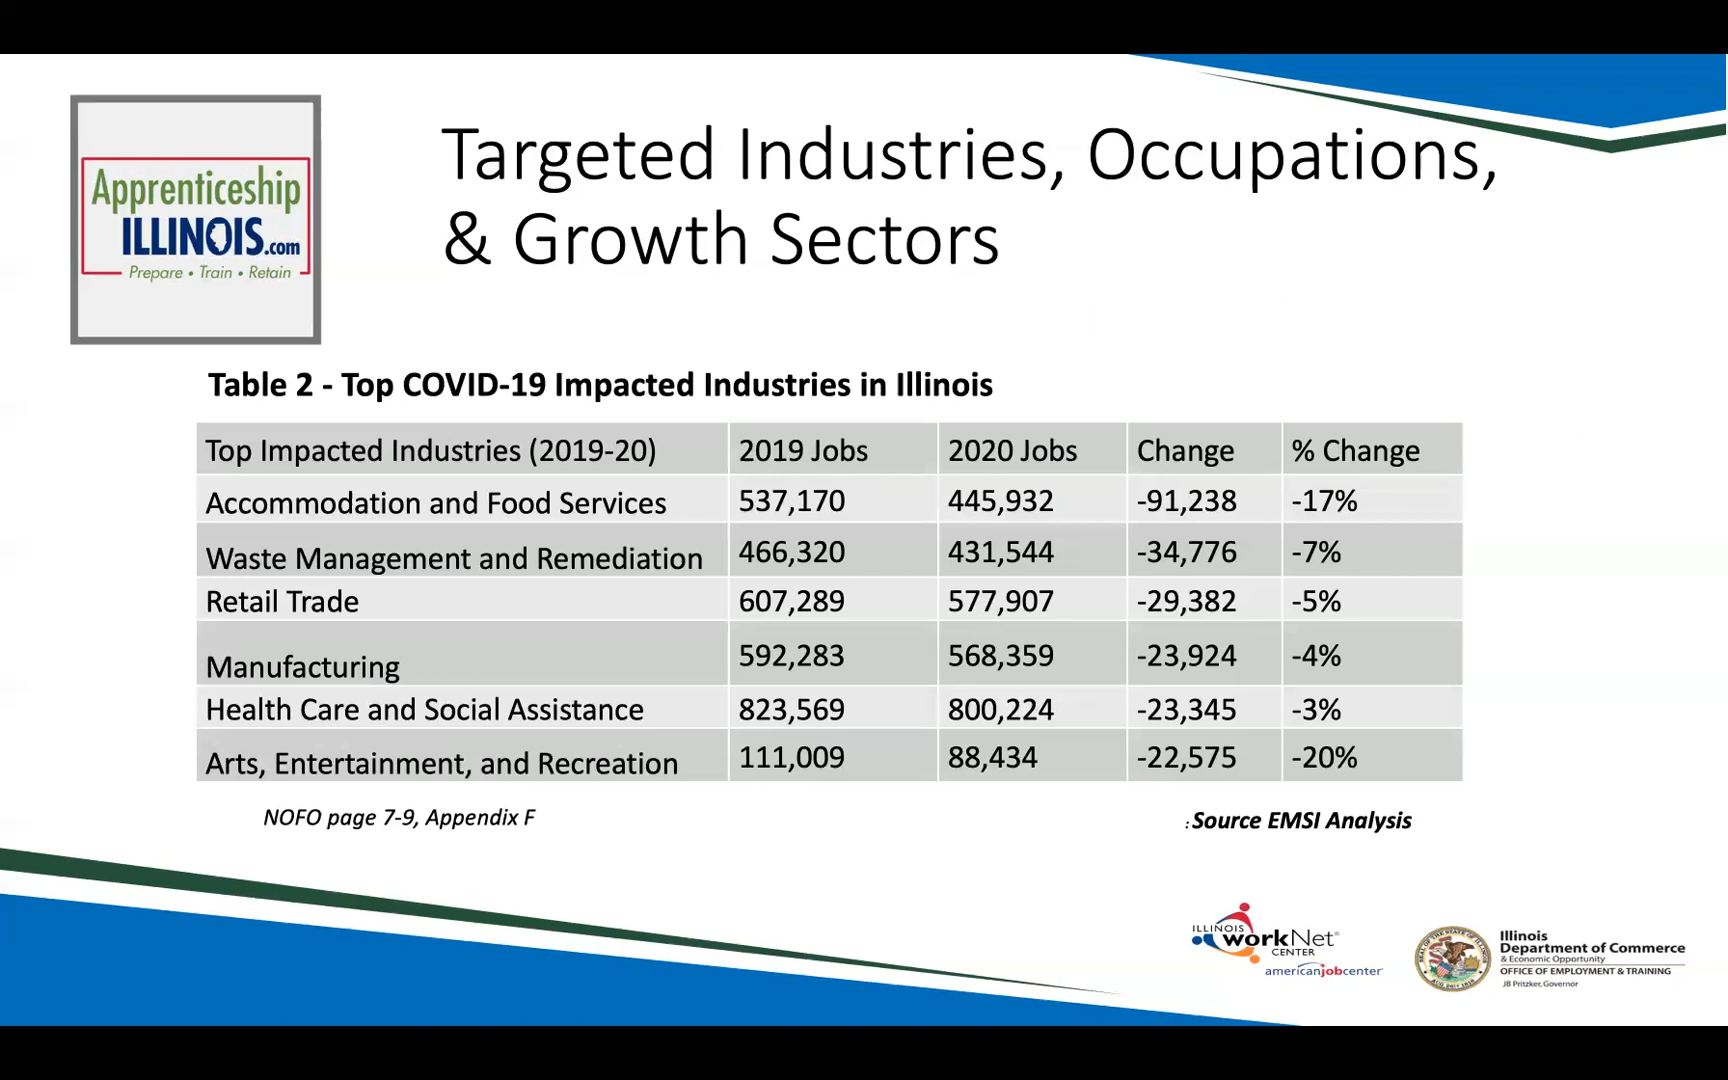 Apprenticeship
ILLINOIS.com
Prepare • Train • Retain
Targeted Industries, Occupations,
& Growth Sectors
Table 2 - Top COVID-19 Impacted Industries in Illinois
Top Impacted Industries (2019-20) 2019 Jobs 2020 Jobs Change % Change
Accommodation and Food Services 537,170 445,932 -91,238 -17%
Waste Management and Remediation 466,320 431,544 -34,776 -7%
Retail Trade 607,289 577,907 -29,382 -5%
Manufacturing 592,283 568,359 -23,924 -4%
Health Care and Social Assistance 823,569 800,224 -23,345 -3%
Arts, Entertainment, and Recreation 111,009 88,434 -22,575 -20%
NOFO page 7-9, Appendix F
:Source EMSI Analysis
ILLINOIS
workNet®
CENTER
americanjobcenter
Illinois
Department of Commerce
& Economic Opportunity
OFFICE OF EMPLOYMENT & TRAINING
JB Pritzker, Governor